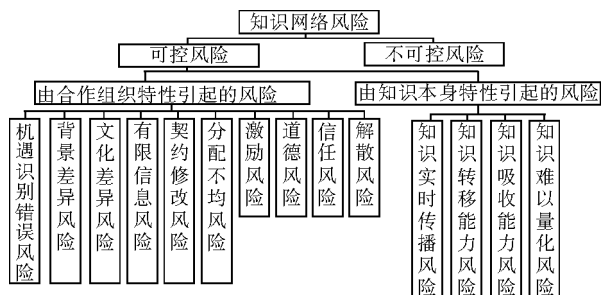 知识网络风险
可控风险
不可控风险
由合作组织特性引起的风险
由知识本身特性引起的风险
机遇识别错误风险
背景差异风险
文化差异风险
有限信息风险
契约修改风险
分配不均风险
激励风险
道德风险
信任风险
解散风险
知识实时传播风险
知识转移能力风险
知识吸收能力风险
知识难以量化风险